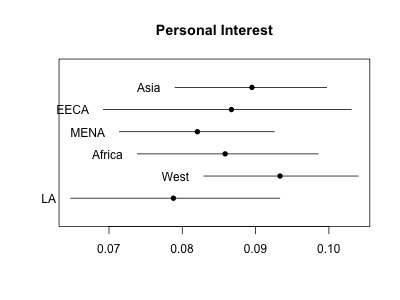 Personal Interest
Asia
EECA
MENA
Africa
West
LA
0.07 0.08 0.09 0.10